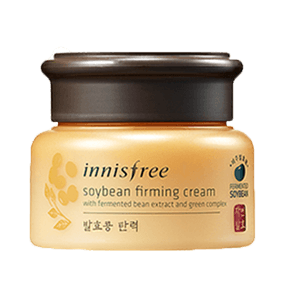 innisfree
soybean firming cream
with fermented bean extract and green complex
발효콩 탄력
FERMENTED
SOYBEAN